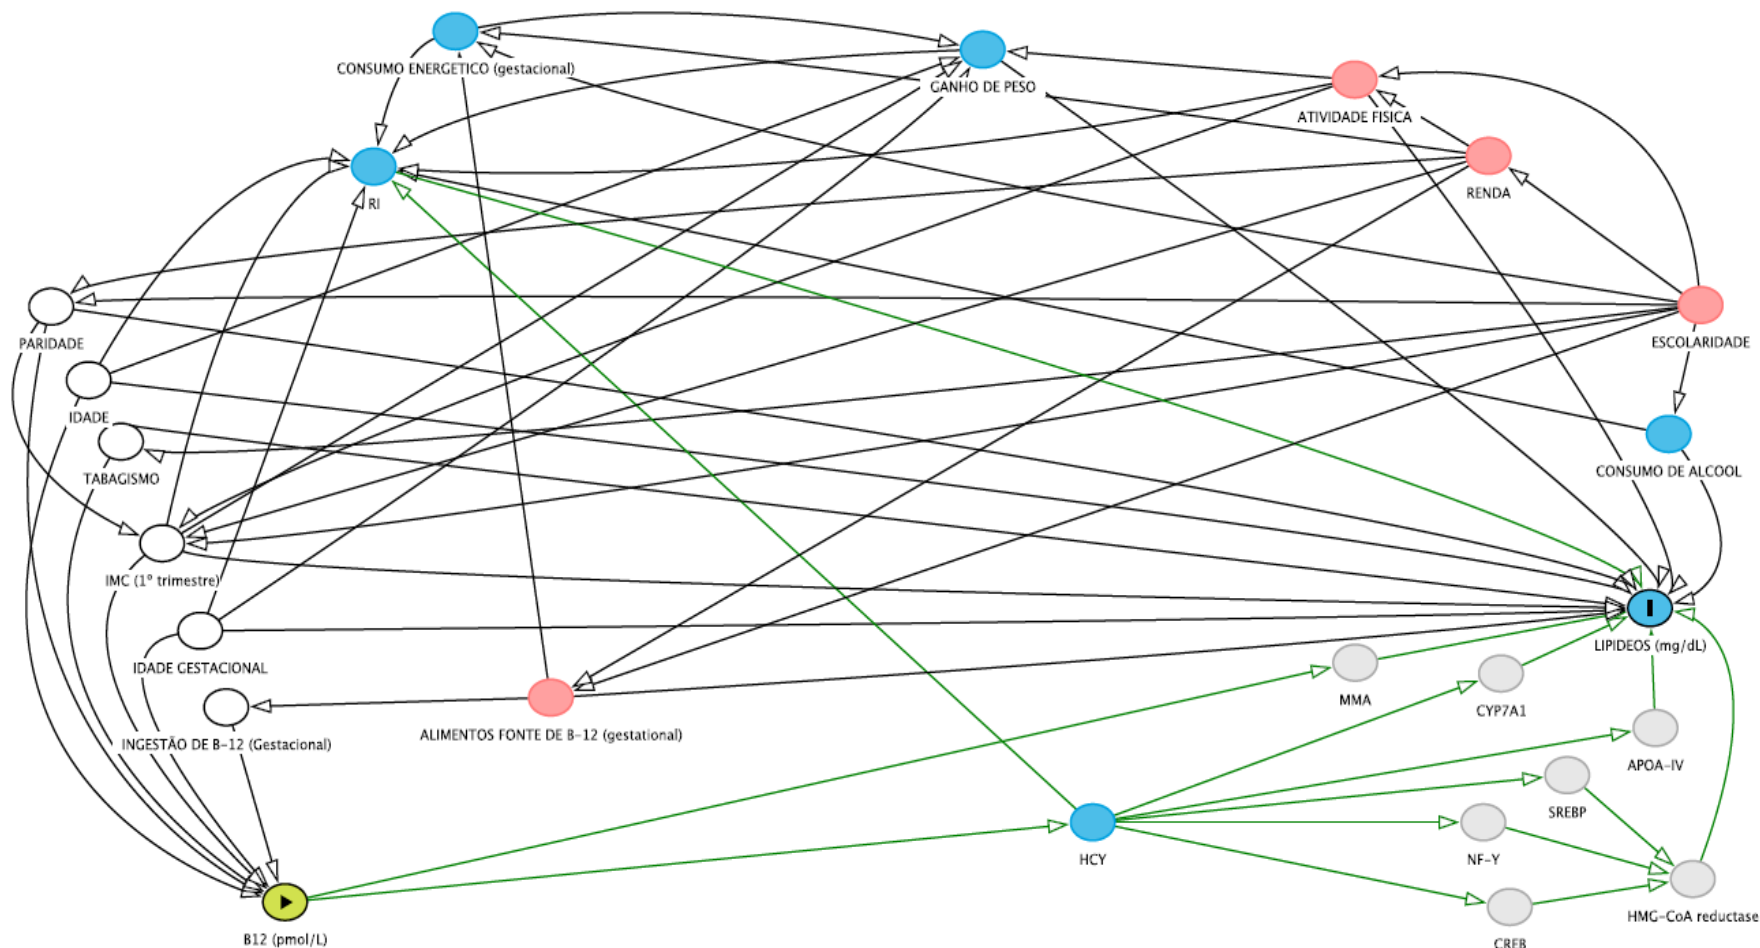 CONSUMO ENERGETICO (gestacional)
GANHO DE PESO
ATIVIDADE FISICA
RENDA
RI
PARIDADE
ESCOLARIDADE
IDADE
TABAGISMO
CONSUMO DE ALCOOL
IMC (1º trimestre)
IDADE GESTACIONAL
LIPIDEOS (mg/dL)
MMA
CYP7A1
INGESTÃO DE B-12 (Gestacional)
ALIMENTOS FONTE DE B-12 (gestational)
APOA-IV
SREBP
HCY
NF-Y
HMG-CoA reductase
B12 (pmol/L)
CREB